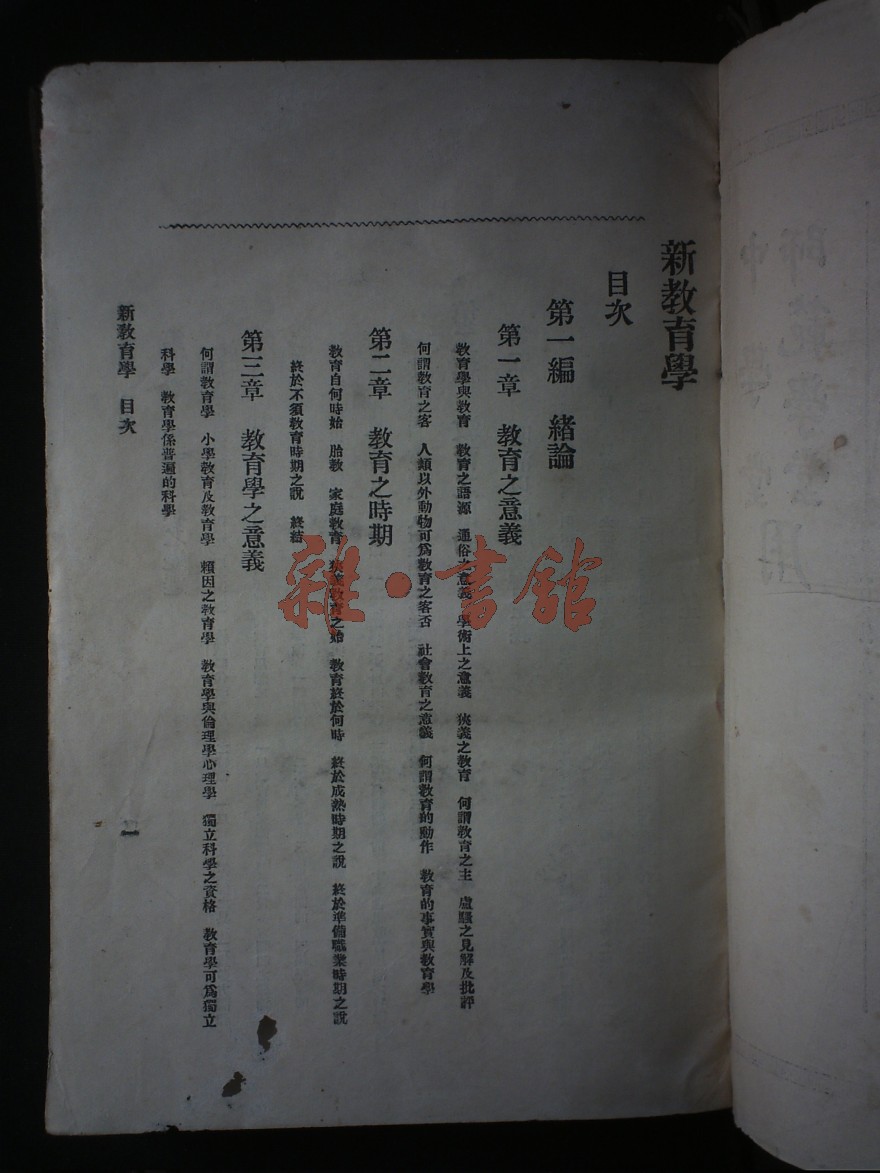 新教育學
目次
第一編　緒論
第一章　教育之意義
教育學與教育　教育之語源　通俗之意義　學術上之意義　狹義之教育　何謂教育之主　盧騷之見解及批評
何謂教育之客　人類以外動物可爲教育之客否　社會教育之意義　何謂教育的動作　教育的事實與教育學
第二章　教育之時期
教育自何時始　胎教　家庭教育　狹義教育之始　教育終於何時　終於成熟時期之說　終於準備職業時期之說
終於不須教育時期之說　終結
第三章　教育學之意義
何謂教育學　小學教育及教育學　賴因之教育學　教育學與倫理學心理學　獨立科學之資格　教育學可爲獨立
科學　教育學係普遍的科學
新教育學　目次
一
雜·書館